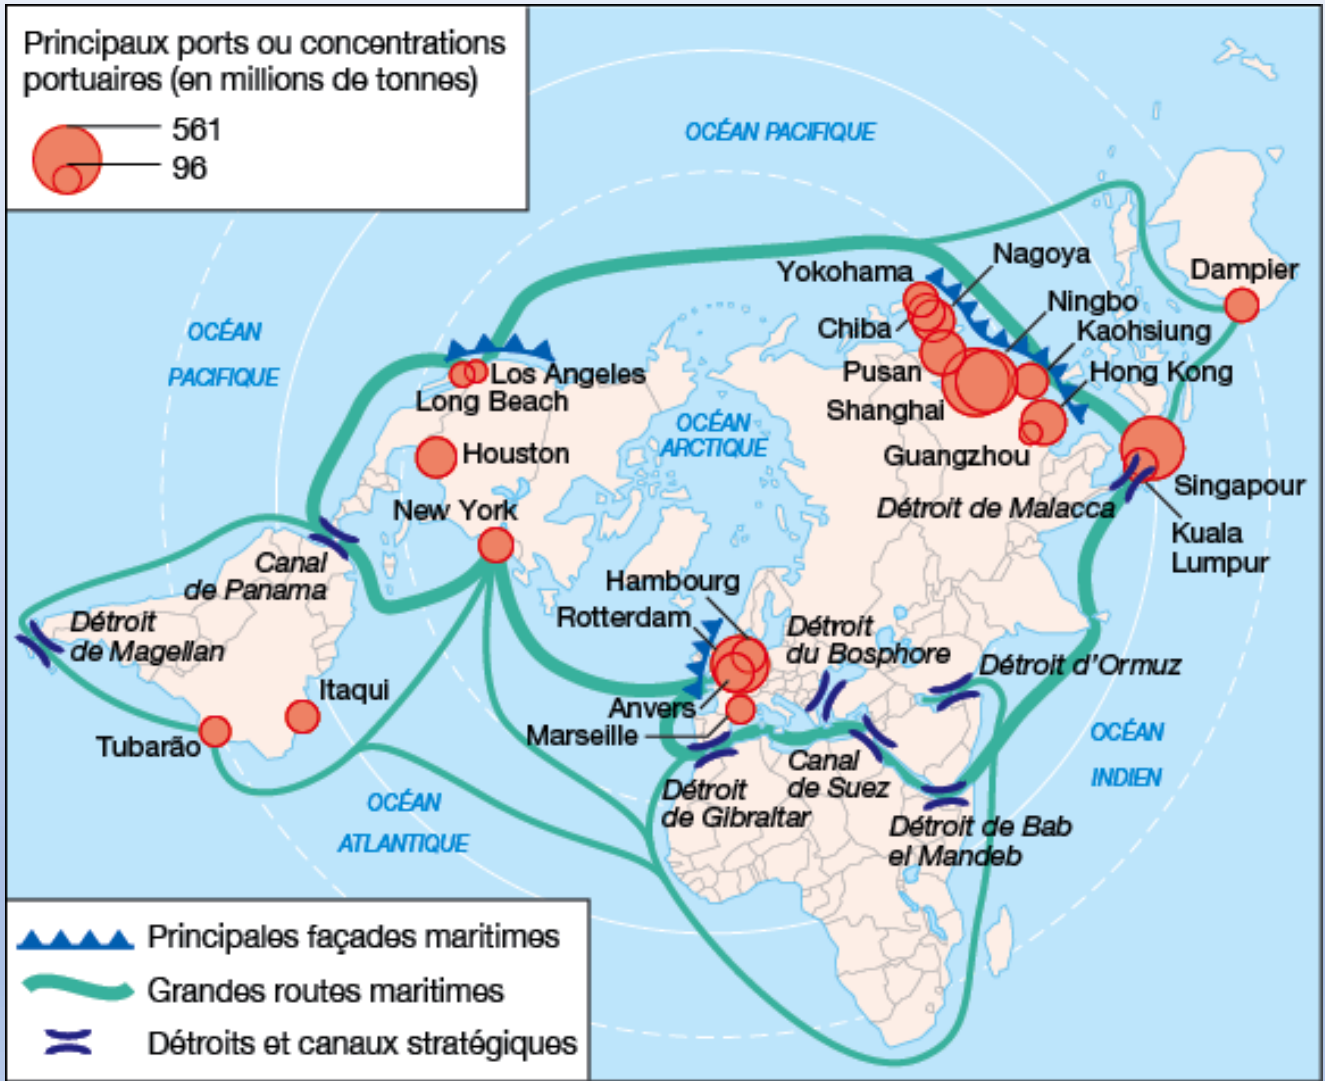 Principaux ports ou concentrations
portuaires (en millions de tonnes)
561
96
OCÉAN PACIFIQUE
Nagoya
Yokohama
Dampier
Ningbo
Chiba
Kaohsiung
OCÉAN
PACIFIQUE
Pusan
Hong Kong
Los Angeles
Long Beach
Shanghai
OCÉAN
ARCTIQUE
Houston
Guangzhou
Singapour
New York
Détroit de Malacca
Kuala
Lumpur
Canal
de Panama
Hambourg
Rotterdam
Détroit
de Magellan
Détroit
du Bosphore
Détroit d'Ormuz
Itaqui
Anvers
Marseille
Tubarão
OCÉAN
INDIEN
Canal
de Suez
Détroit
de Gibraltar
OCÉAN
ATLANTIQUE
Détroit de Bab
el Mandeb
Principales façades maritimes
Grandes routes maritimes
Détroits et canaux stratégiques